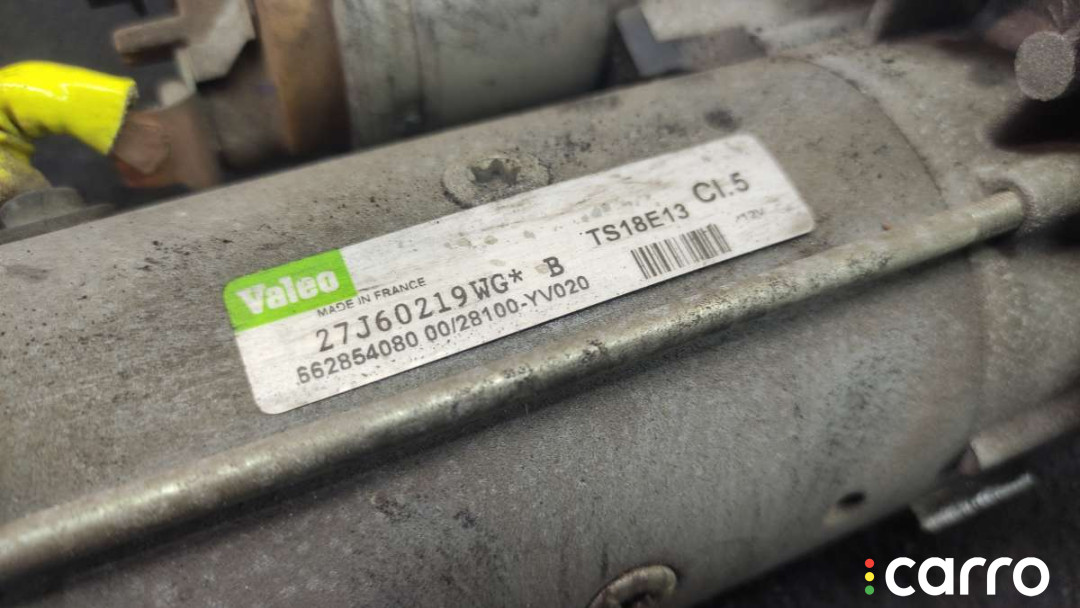 Valeo
MADE IN FRANCE
TS18E13 Cl.5
12V
27J60219WG* B
662854080 00/28100-YV020
carro